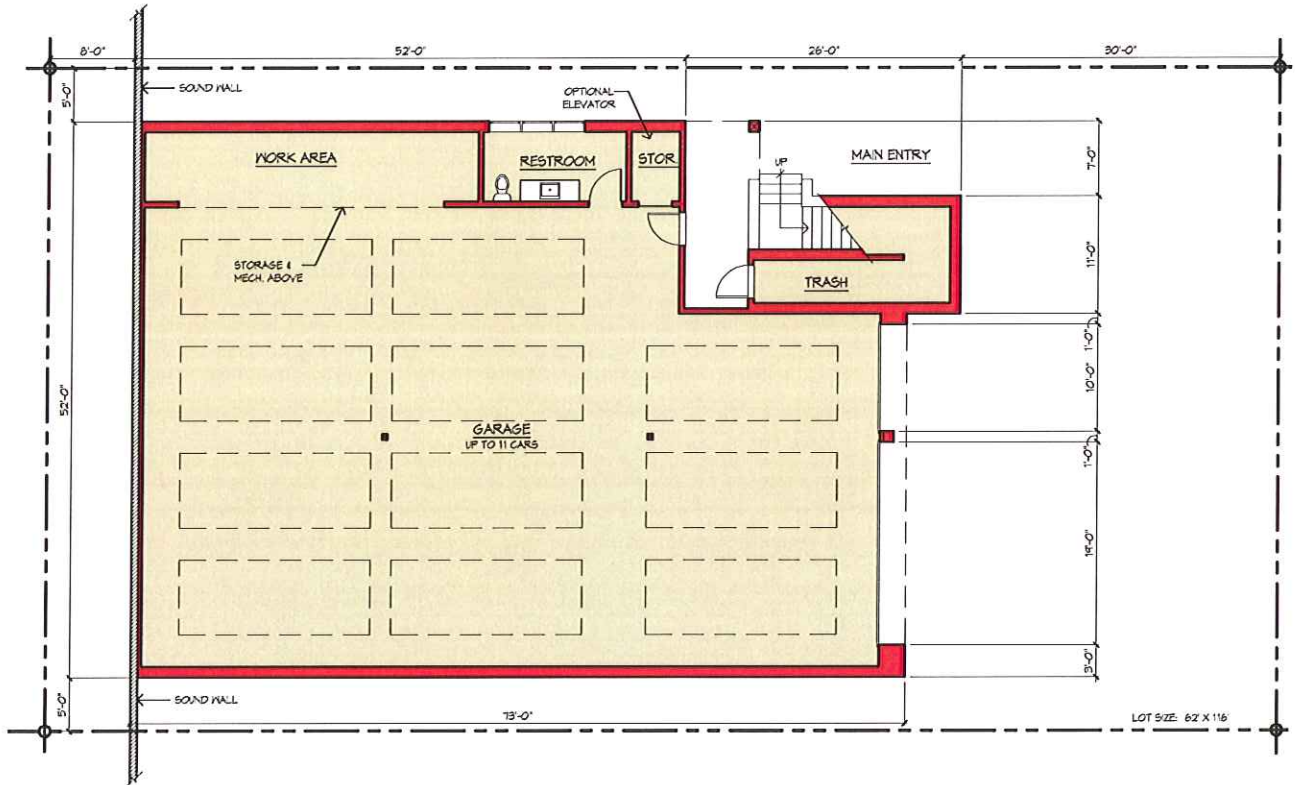 8'-0"
52'-0"
26'-0"
30'-0"
5'-0"
SOUND WALL
OPTIONAL
ELEVATOR
WORK AREA
RESTROOM
STOR.
UP
MAIN ENTRY
7'-0"
STORAGE &
MECH. ABOVE
11'-0"
TRASH
1'-0"
10'-0"
52'-0"
GARAGE
UP TO 11 CARS
1'-0"
14'-0"
3'-0"
5'-0"
SOUND WALL
73'-0"
LOT SIZE: 62' X 116'